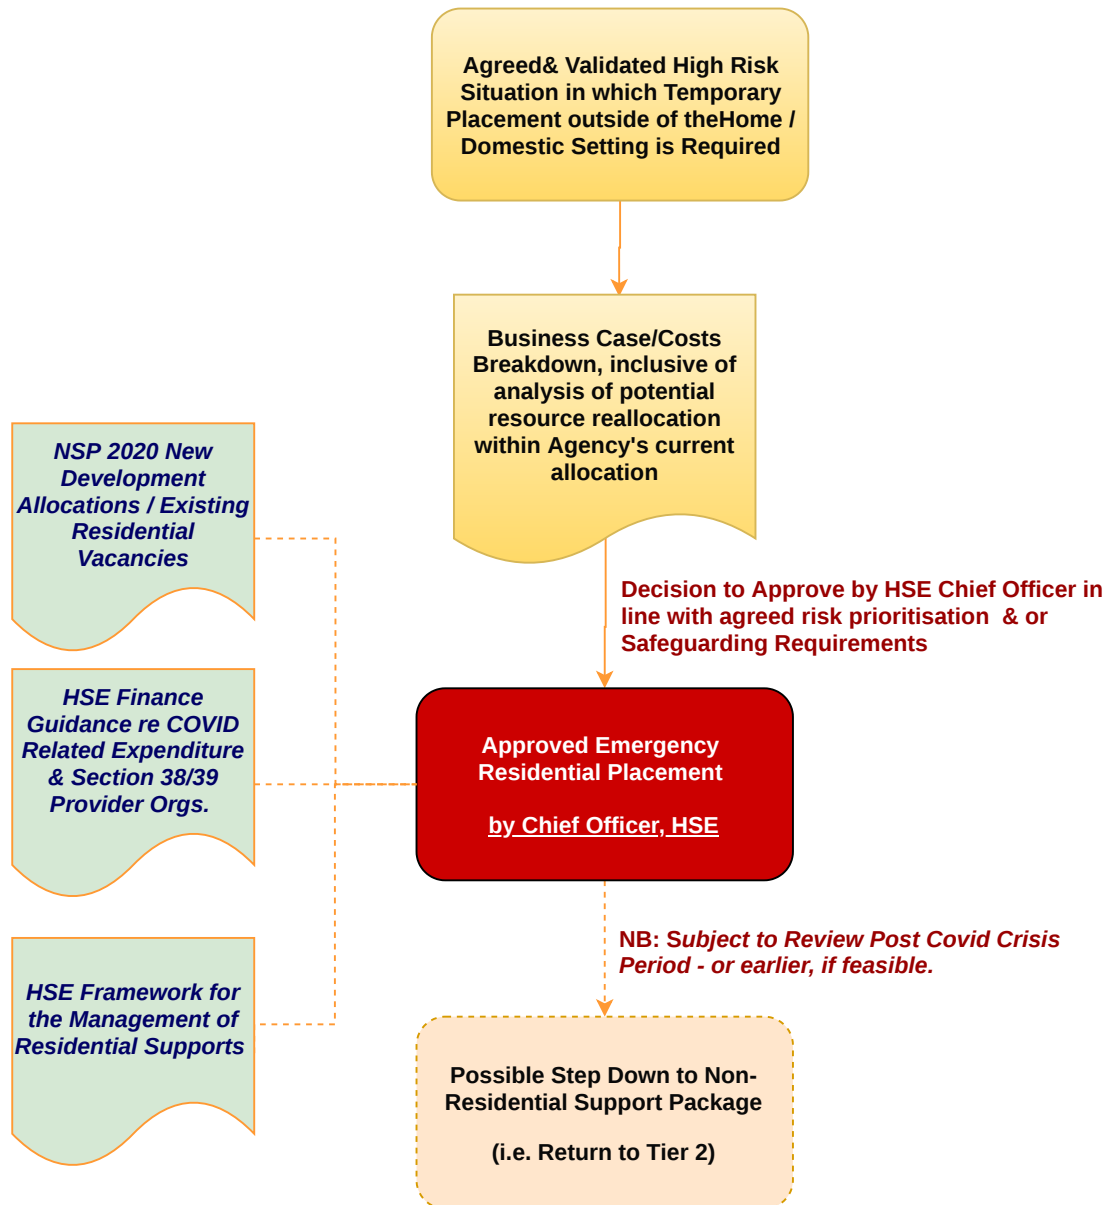 Agreed& Validated High Risk
Situation in which Temporary
Placement outside of theHome /
Domestic Setting is Required
Business Case/Costs
Breakdown, inclusive of
analysis of potential
resource reallocation
within Agency's current
allocation
NSP 2020 New
Development
Allocations / Existing
Residential
Vacancies
Decision to Approve by HSE Chief Officer in
line with agreed risk prioritisation & or
Safeguarding Requirements
HSE Finance
Guidance re COVID
Related Expenditure
& Section 38/39
Provider Orgs.
Approved Emergency
Residential Placement
by Chief Officer, HSE
NB: Subject to Review Post Covid Crisis
Period - or earlier, if feasible.
HSE Framework for
the Management of
Residential Supports
Possible Step Down to Non-
Residential Support Package
(i.e. Return to Tier 2)